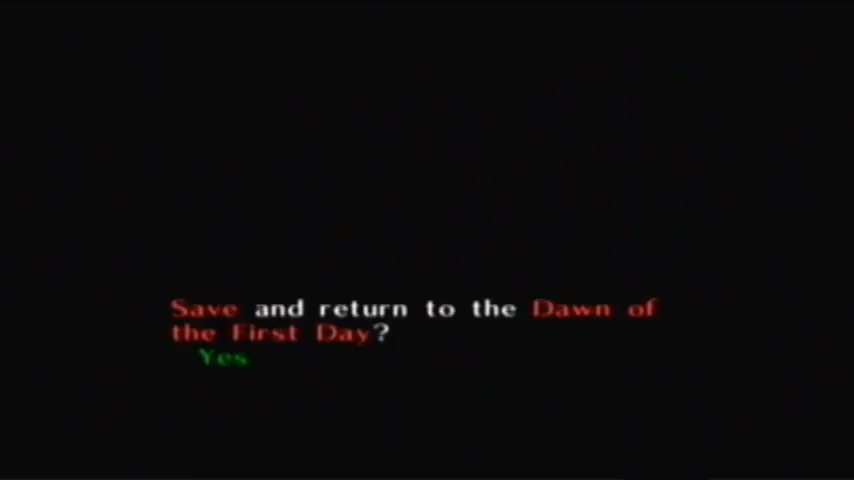 Save and return to the Dawn of
the First Day?
Yes